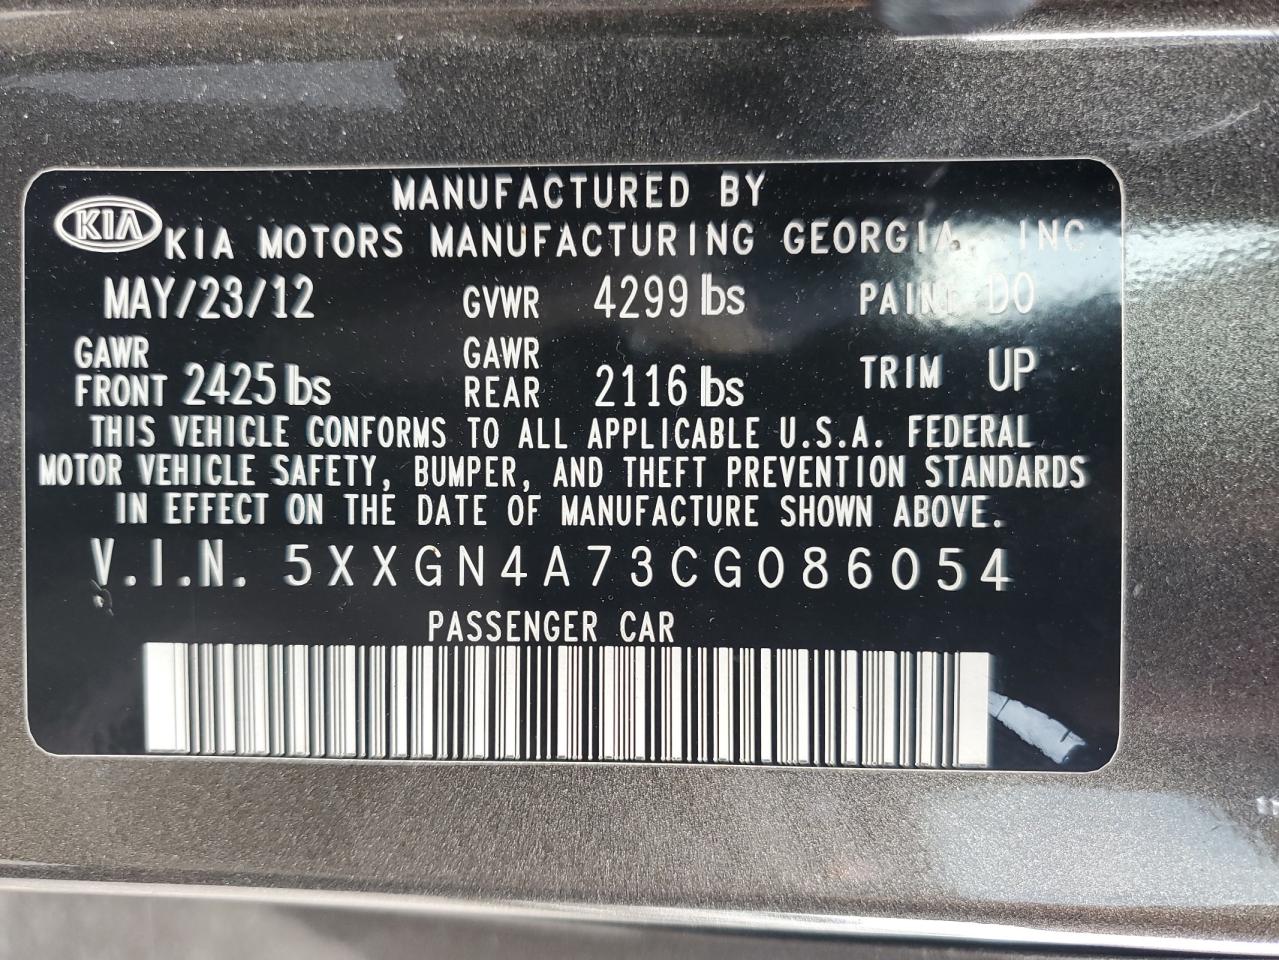 MANUFACTURED BY
KIA KIA MOTORS MANUFACTURING GEORGIA, INC
MAY/23/12 GVWR 4299 lbs PAINT D0
GAWR FRONT 2425 lbs GAWR REAR 2116 lbs TRIM UP
THIS VEHICLE CONFORMS TO ALL APPLICABLE U.S.A. FEDERAL
MOTOR VEHICLE SAFETY, BUMPER, AND THEFT PREVENTION STANDARDS
IN EFFECT ON THE DATE OF MANUFACTURE SHOWN ABOVE.
V.I.N. 5XXGN4A73CG086054
PASSENGER CAR